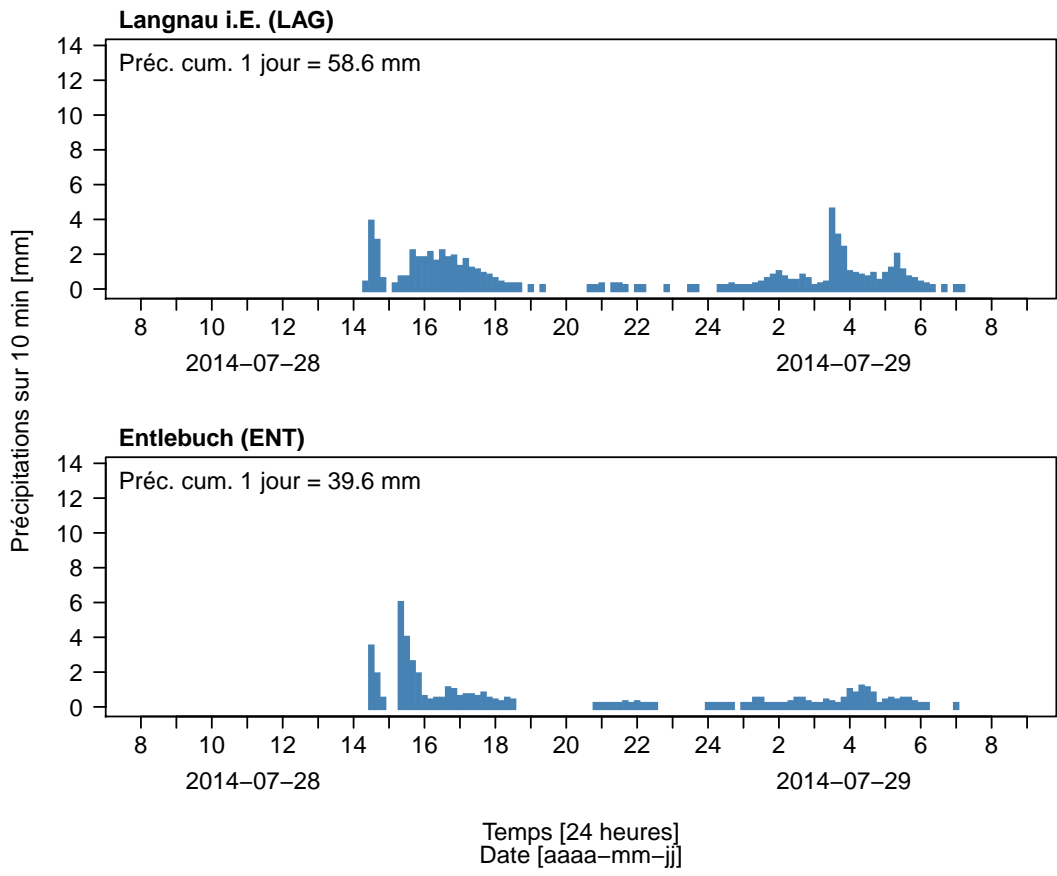 Langnau i.E. (LAG)
Préc. cum. 1 jour = 58.6 mm
14
12
10
8
6
4
2
0
8 10 12 14 16 18 20 22 24 2 4 6 8
2014−07−28 2014−07−29
Précipitations sur 10 min [mm]
Entlebuch (ENT)
Préc. cum. 1 jour = 39.6 mm
14
12
10
8
6
4
2
0
8 10 12 14 16 18 20 22 24 2 4 6 8
2014−07−28 2014−07−29
Temps [24 heures]
Date [aaaa−mm−jj]